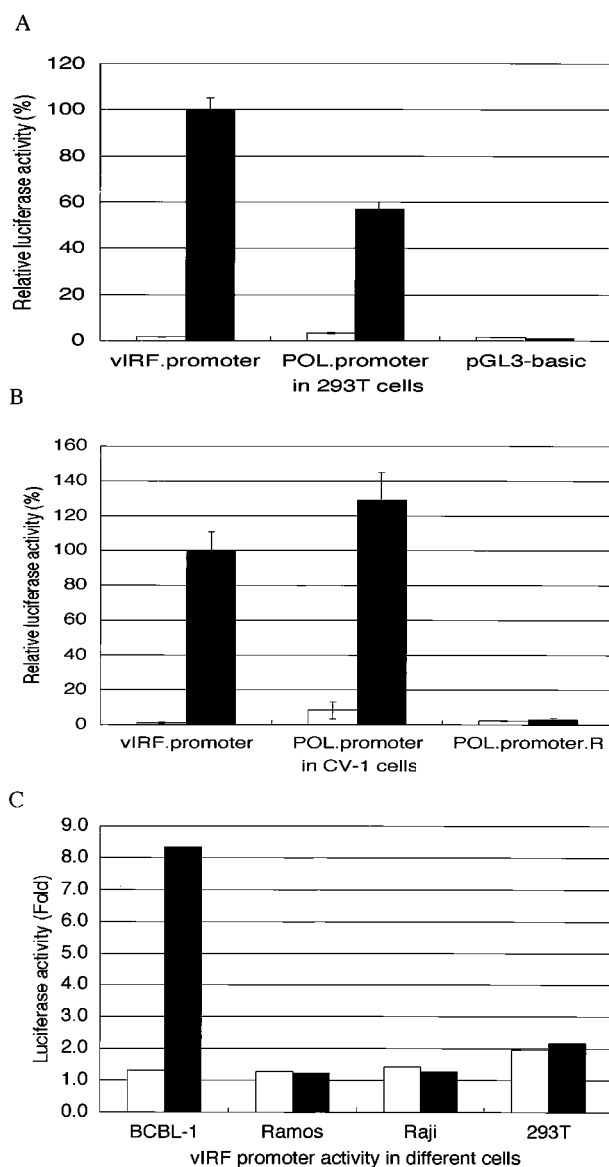 A
Relative luciferase activity (%)
120
100
80
60
40
20
0
vIRF.promoter POL.promoter pGL3-basic
in 293T cells
B
Relative luciferase activity (%)
160
140
120
100
80
60
40
20
0
vIRF.promoter POL.promoter POL.promoter.R
in CV-1 cells
C
Luciferase activity (Fold)
9.0
8.0
7.0
6.0
5.0
4.0
3.0
2.0
1.0
0.0
BCBL-1 Ramos Raji 293T
vIRF promoter activity in different cells